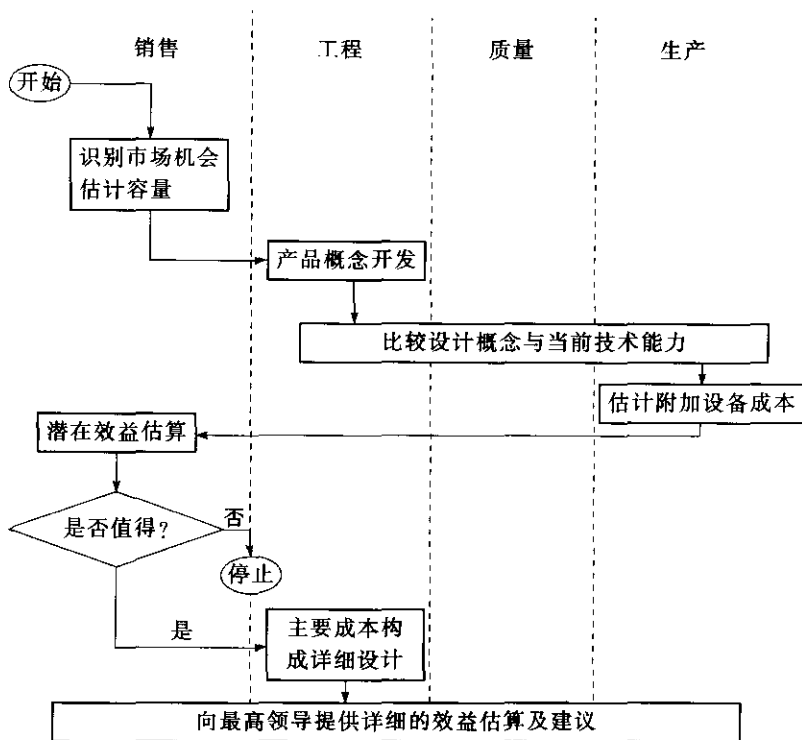 销售 工程 质量 生产
开始
识别市场机会
估计容量
产品概念开发
比较设计概念与当前技术能力
估计附加设备成本
潜在效益估算
是否值得?
否
停止
是
主要成本构
成详细设计
向最高领导提供详细的效益估算及建议